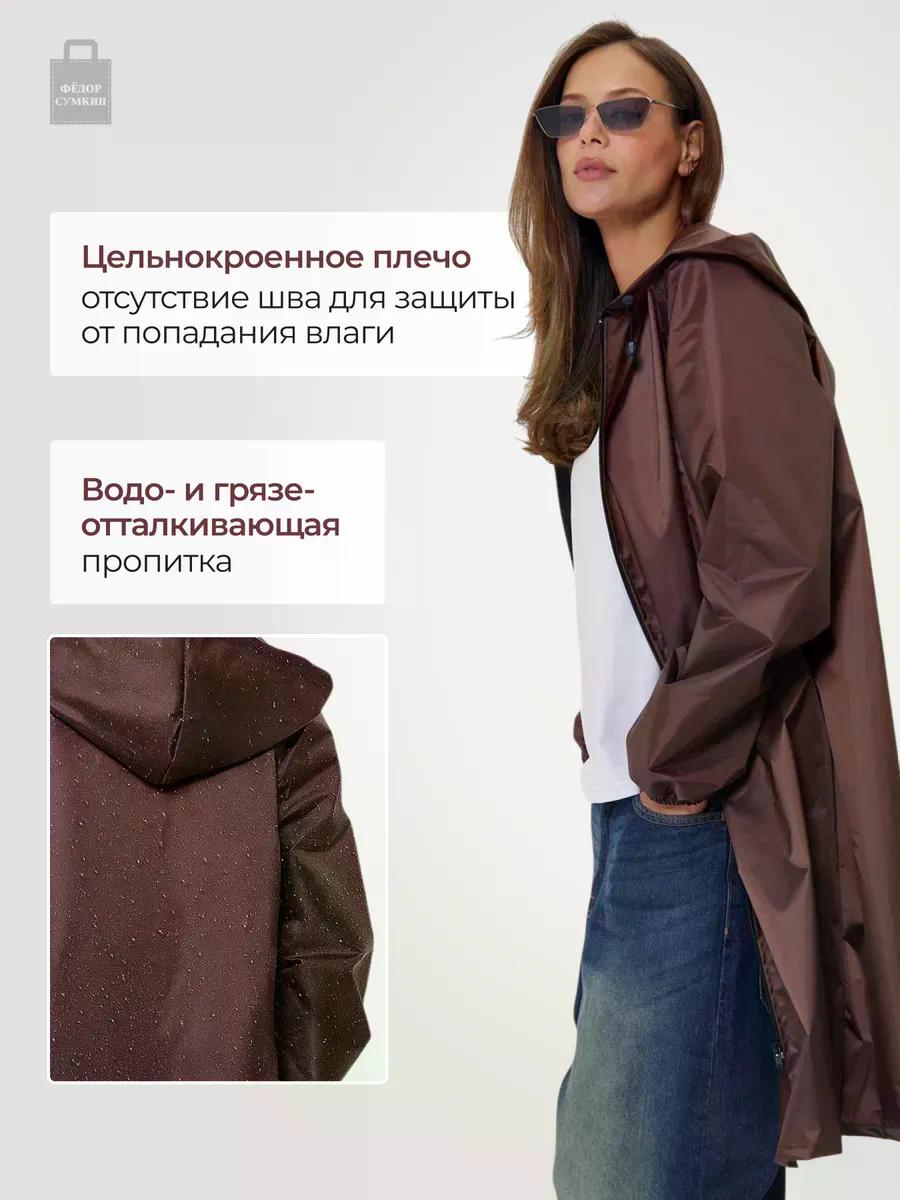 ФЁДОР
СУМКИН
Цельнокроенное плечо
отсутствие шва для защиты
от попадания влаги
Водо- и грязе-
отталкивающая
пропитка